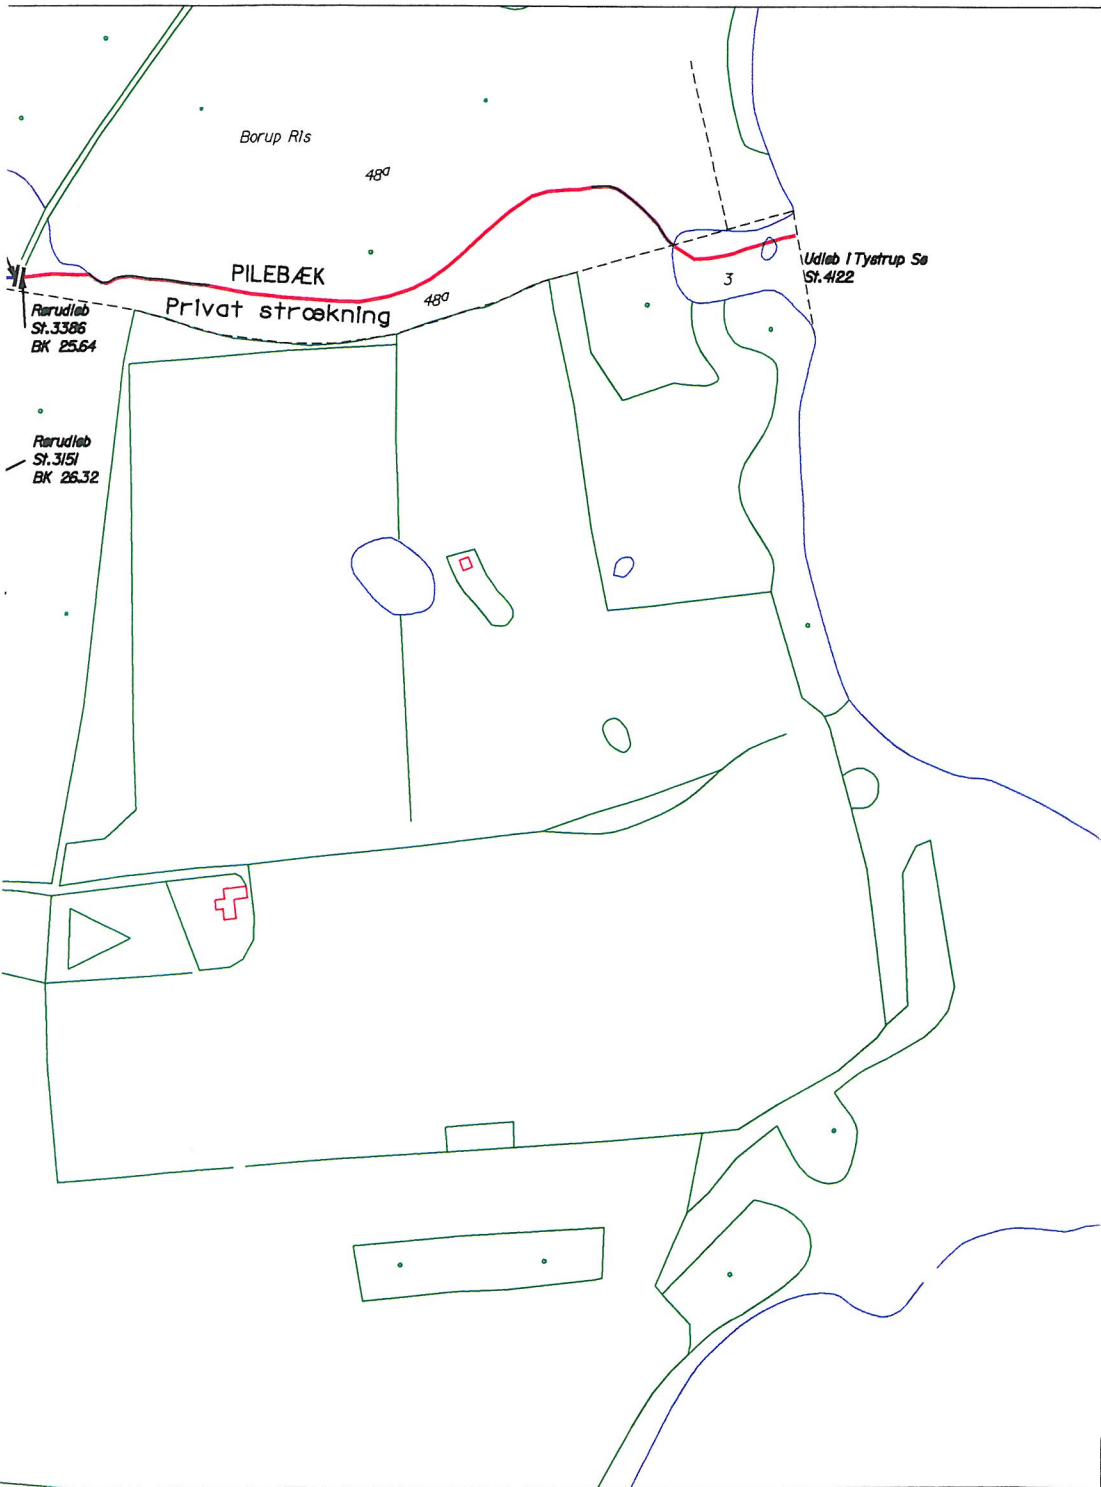 Borup Ris
48a
PILEBÆK
48a
Privat strækning
Udløb i Tystrup Sø
St.4122
3
Rørudløb
St.3386
BK 25.64
Rørudløb
St.3151
BK 26.32